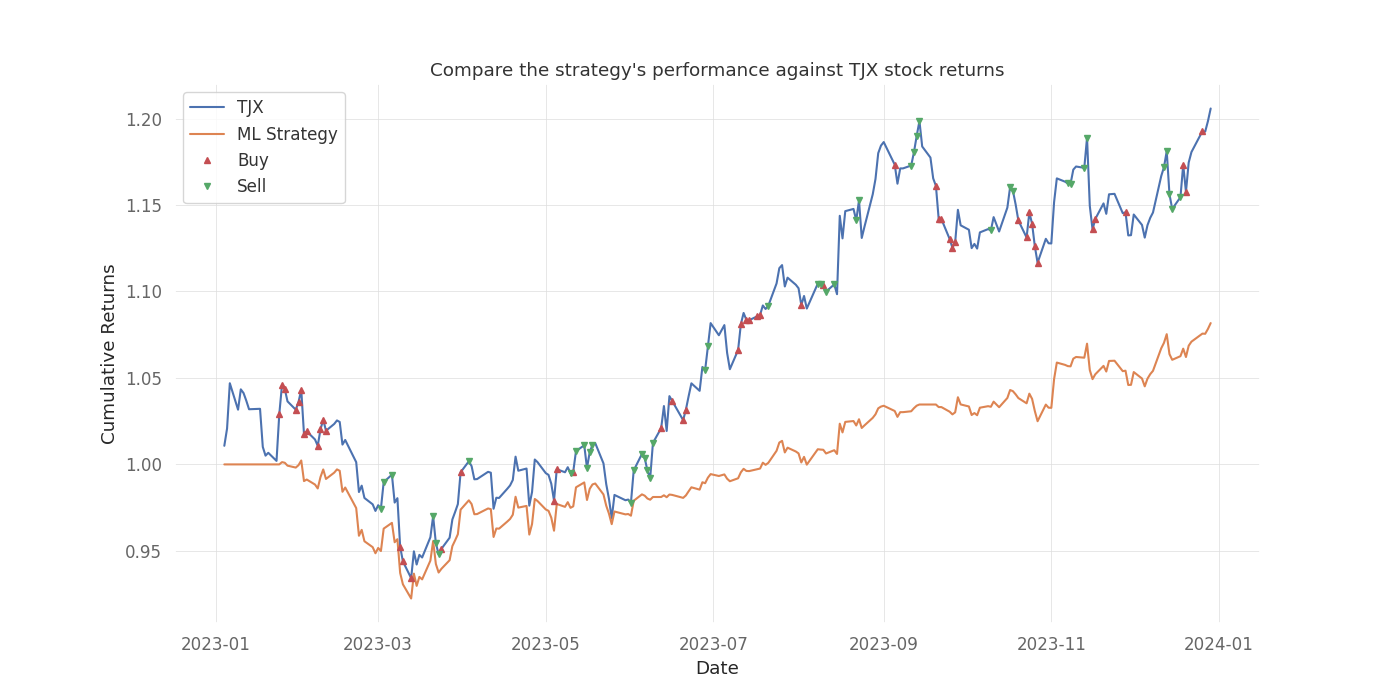 Compare the strategy's performance against TJX stock returns
TJX
ML Strategy
Buy
Sell
Cumulative Returns
1.20
1.15
1.10
1.05
1.00
0.95
2023-01
2023-03
2023-05
2023-07
2023-09
2023-11
2024-01
Date